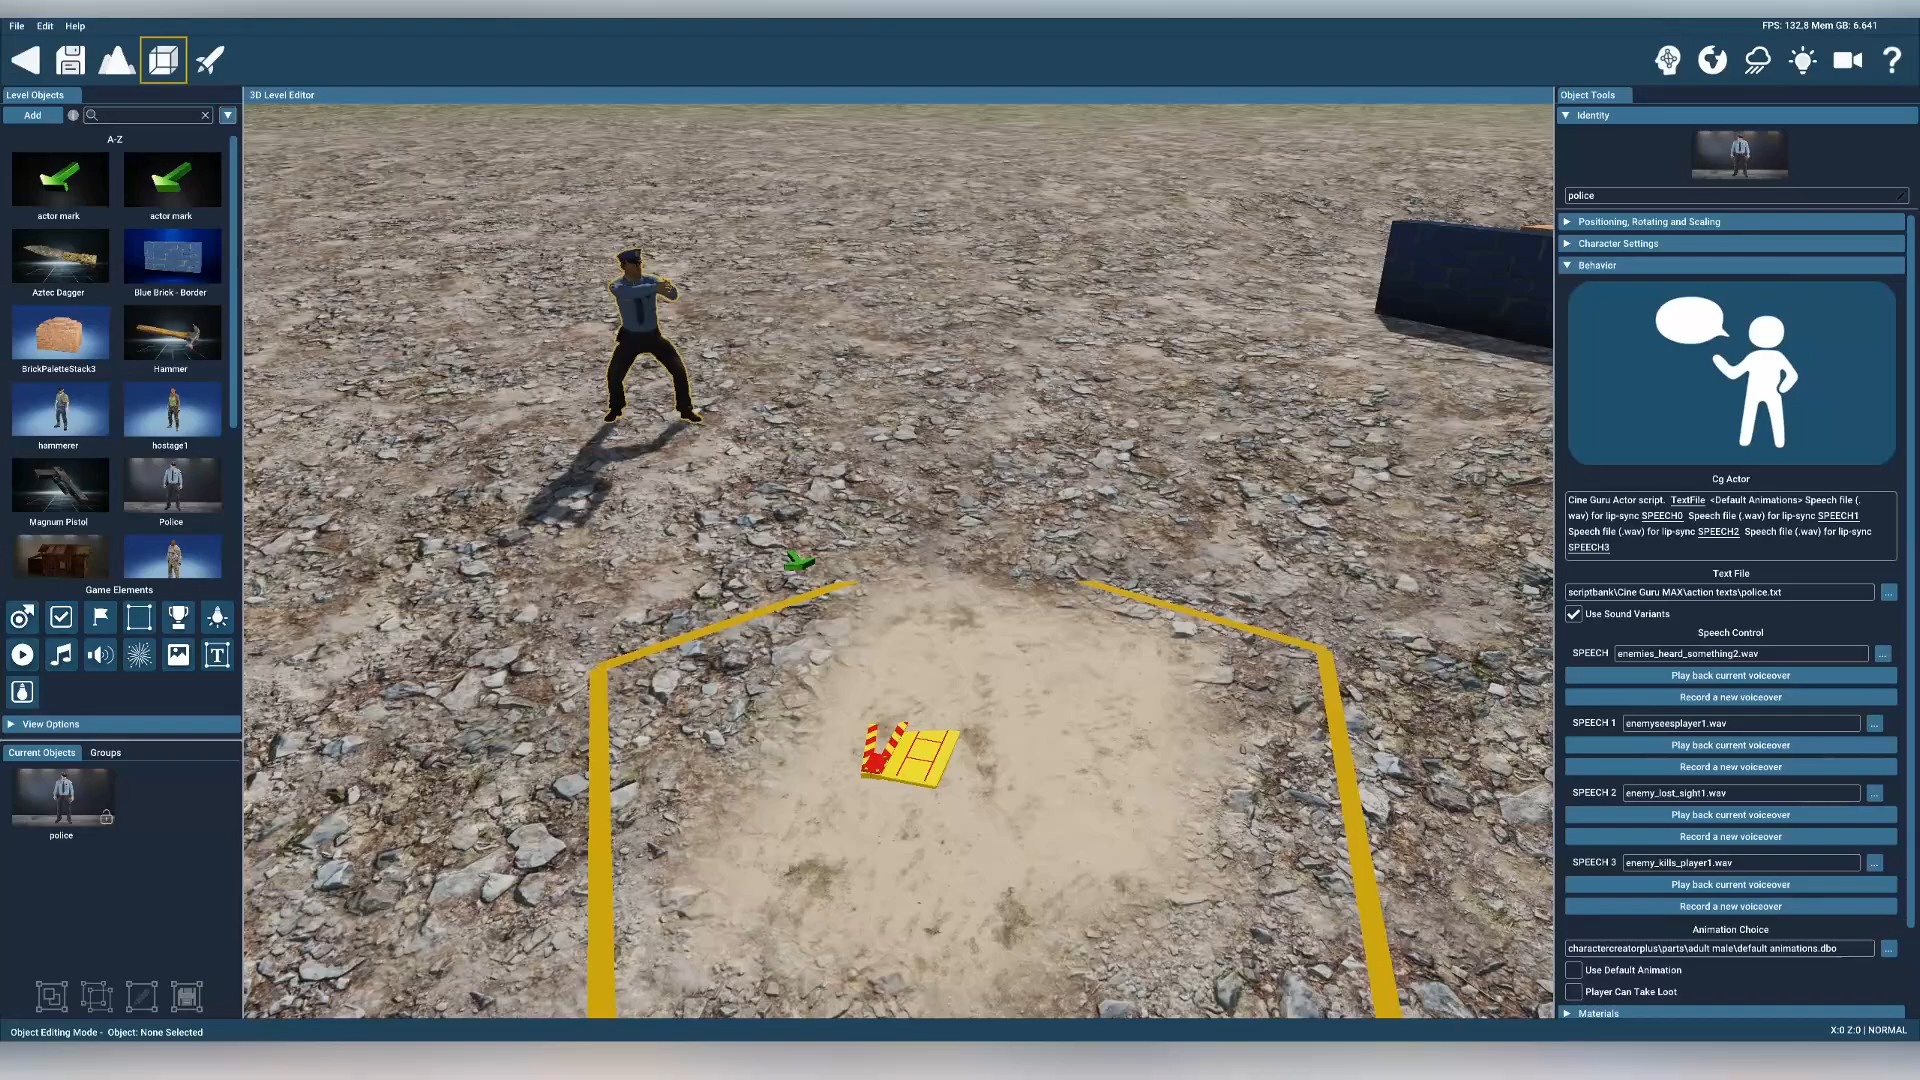 File Edit Help
FPS: 132.8 Mem GB: 6.641
Level Objects
Add
A-Z
actor mark
actor mark
Aztec Dagger
Blue Brick - Border
BrickPaletteStack3
Hammer
hammerer
hostage1
Magnum Pistol
Police
Game Elements
View Options
Current Objects
Groups
police
3D Level Editor
Object Tools
Identity
police
Positioning, Rotating and Scaling
Character Settings
Behavior
Cg Actor
Cine Guru Actor script. TextFile <Default Animations> Speech file (.
wav) for lip-sync SPEECH0 Speech file (.wav) for lip-sync SPEECH1
Speech file (.wav) for lip-sync SPEECH2 Speech file (.wav) for lip-sync
SPEECH3
Text File
scriptbank\Cine Guru MAX\action texts\police.txt
...
Use Sound Variants
Speech Control
SPEECH enemies_heard_something2.wav ...
Play back current voiceover
Record a new voiceover
SPEECH 1 enemyseesplayer1.wav ...
Play back current voiceover
Record a new voiceover
SPEECH 2 enemy_lost_sight1.wav ...
Play back current voiceover
Record a new voiceover
SPEECH 3 enemy_kills_player1.wav ...
Play back current voiceover
Record a new voiceover
Animation Choice
charactercreatorplus\parts\adult male\default animations.dbo ...
Use Default Animation
Player Can Take Loot
Materials
Object Editing Mode - Object: None Selected
X:0 Z:0 | NORMAL